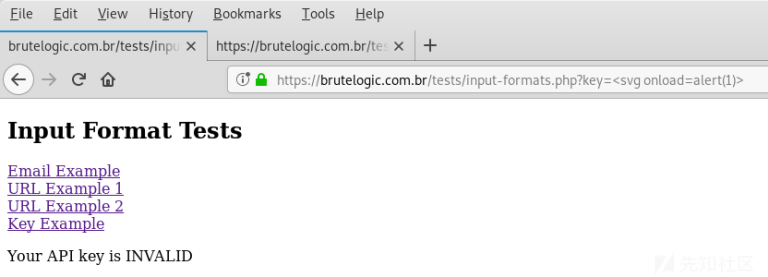 File Edit View History Bookmarks Tools Help
brutelogic.com.br/tests/inpu × https://brutelogic.com.br/tes ×
https://brutelogic.com.br/tests/input-formats.php?key=<svg onload=alert(1)>
Input Format Tests
Email Example
URL Example 1
URL Example 2
Key Example
Your API key is INVALID
先知社区